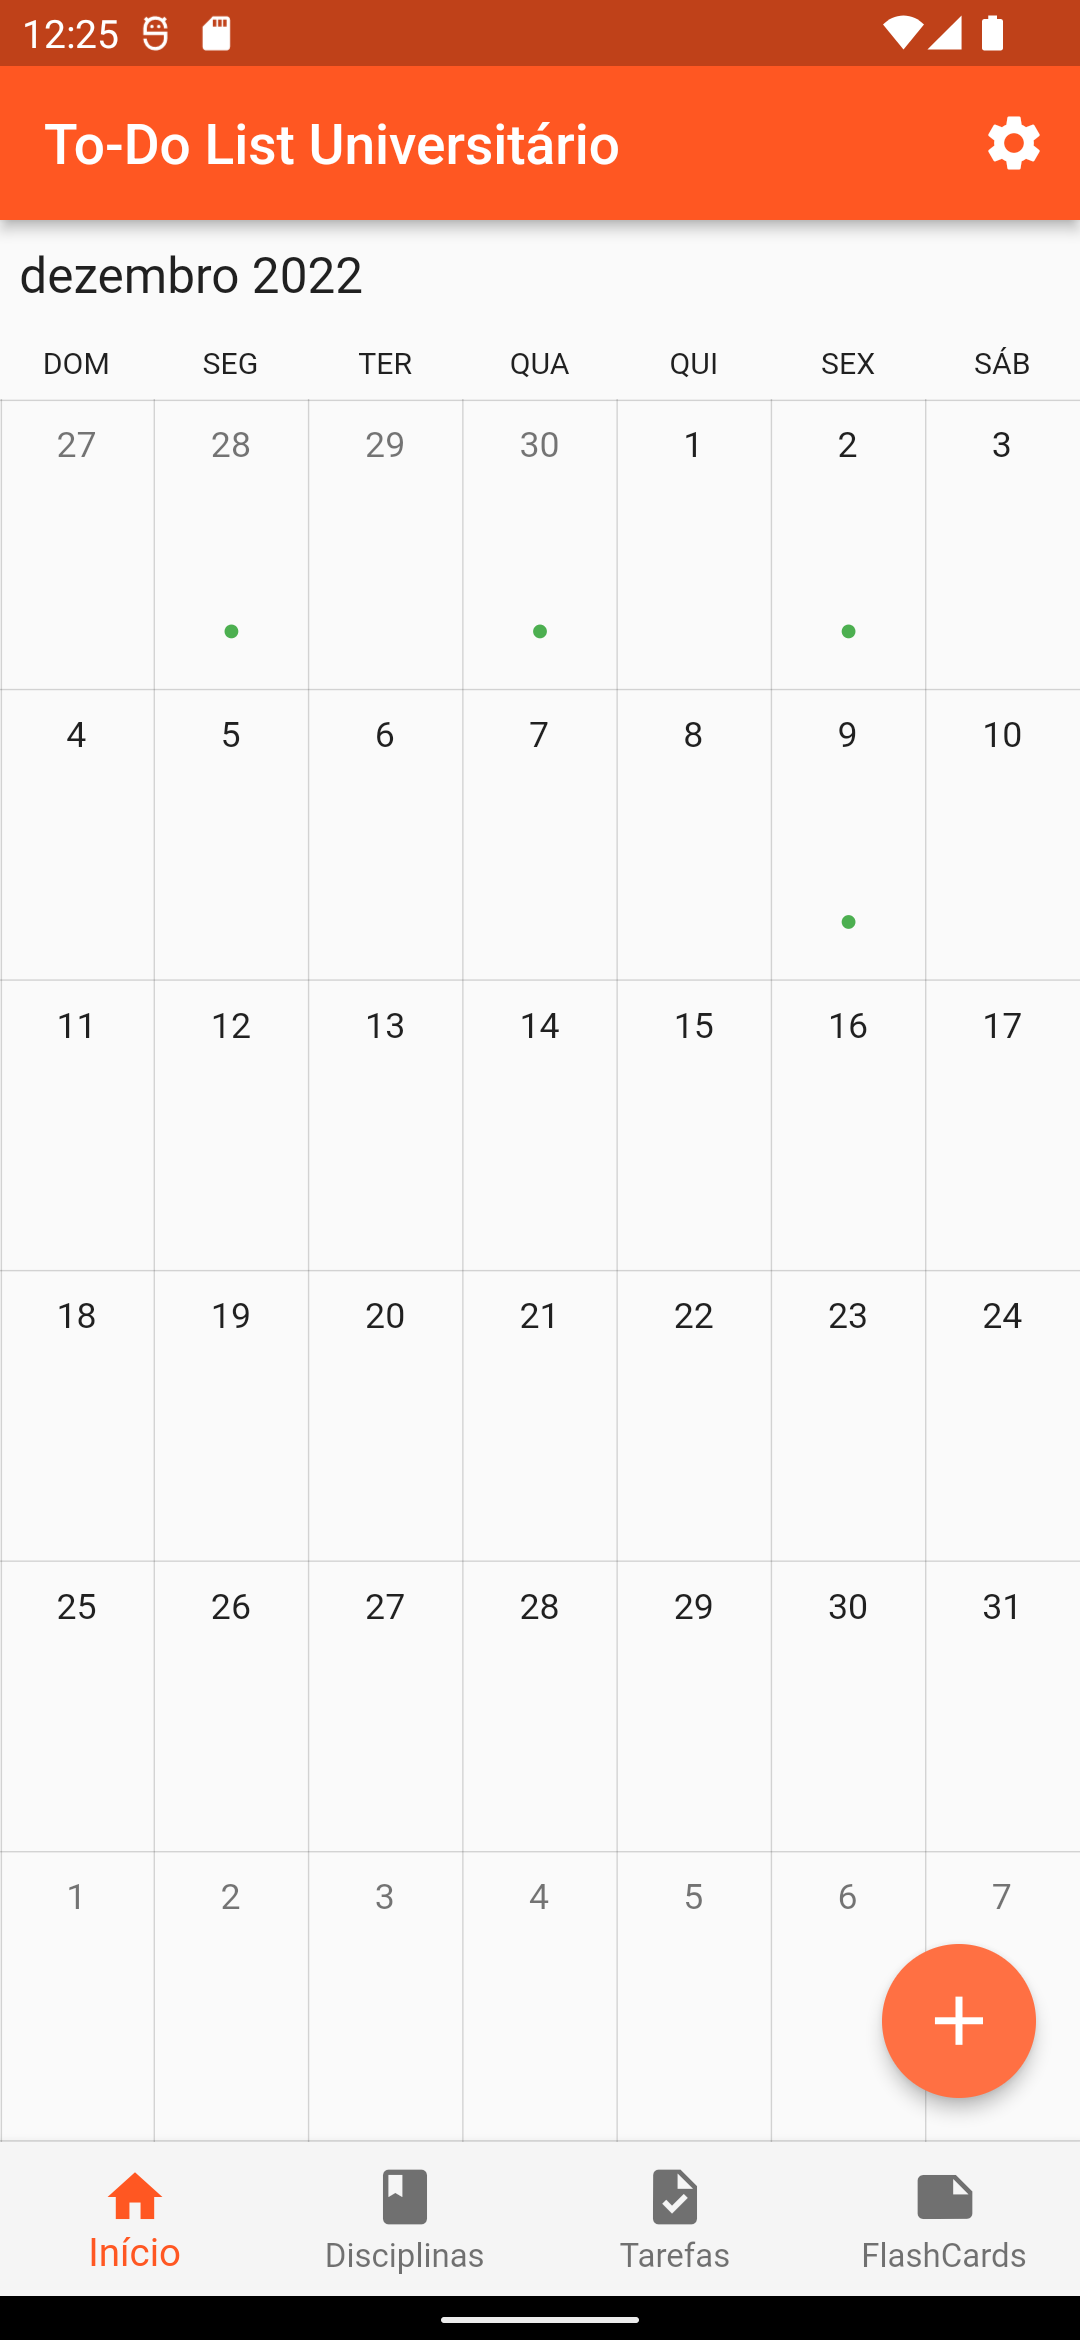 12:25
To-Do List Universitário
dezembro 2022
DOM SEG TER QUA QUI SEX SÁB
27 28 29 30 1 2 3
4 5 6 7 8 9 10
11 12 13 14 15 16 17
18 19 20 21 22 23 24
25 26 27 28 29 30 31
1 2 3 4 5 6 7
Início Disciplinas Tarefas FlashCards